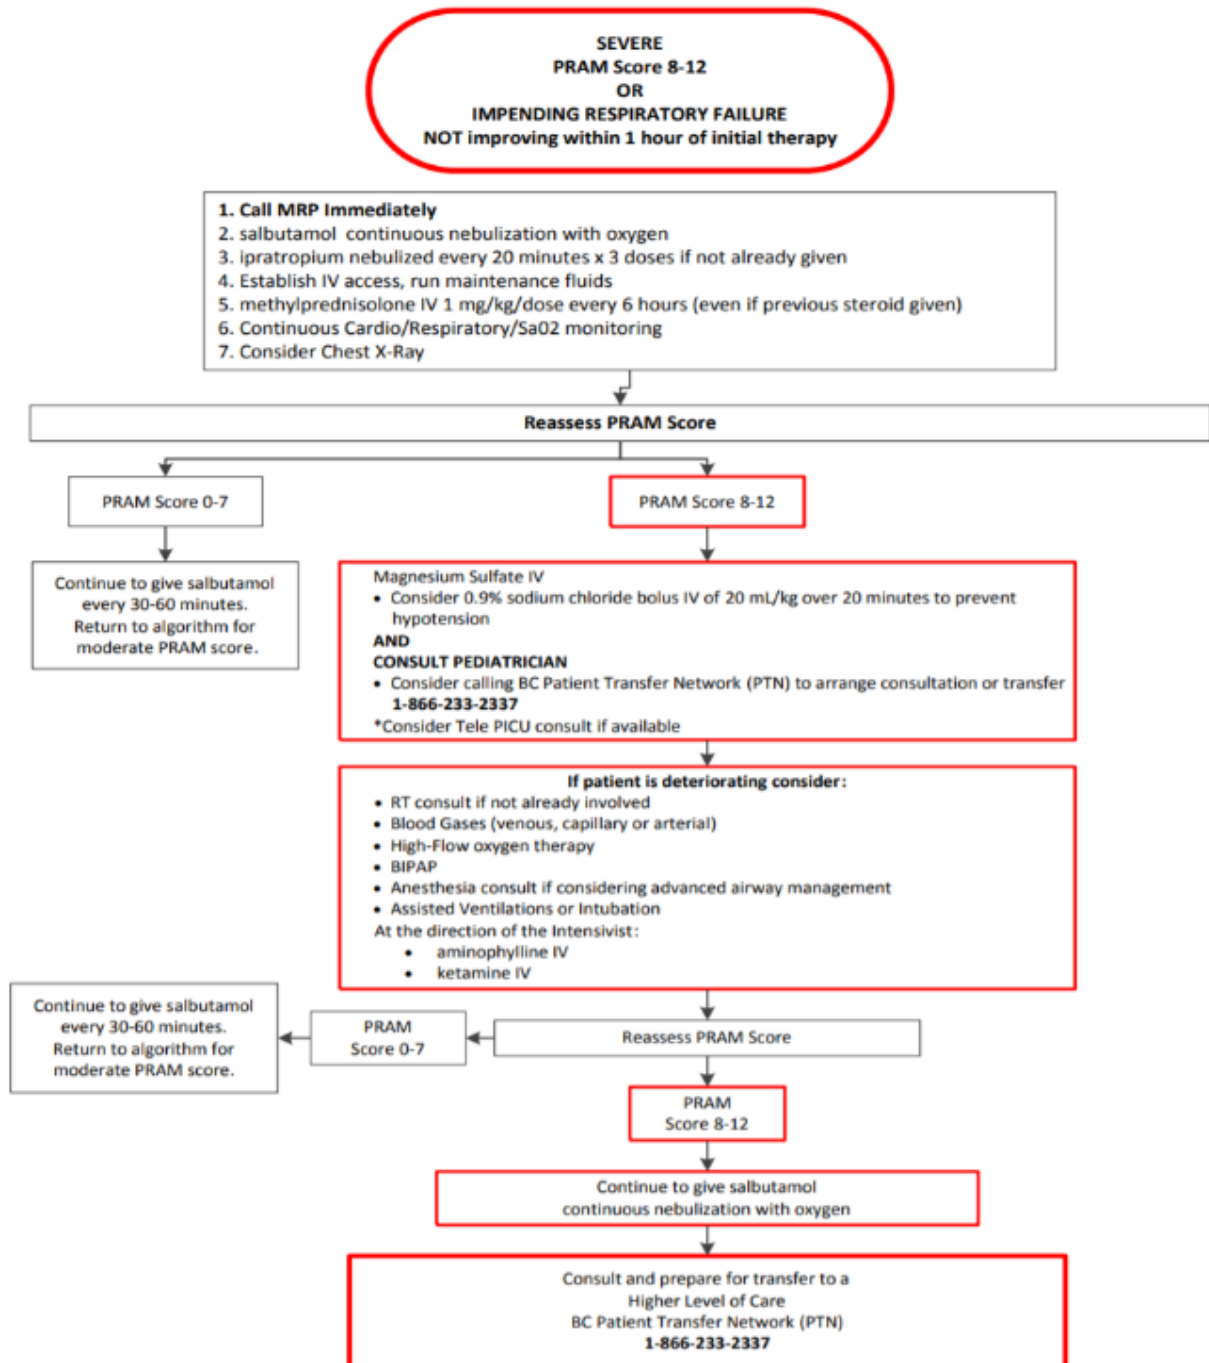 SEVERE
PRAM Score 8-12
OR
IMPENDING RESPIRATORY FAILURE
NOT improving within 1 hour of initial therapy
1. Call MRP Immediately
2. salbutamol continuous nebulization with oxygen
3. ipratropium nebulized every 20 minutes x 3 doses if not already given
4. Establish IV access, run maintenance fluids
5. methylprednisolone IV 1 mg/kg/dose every 6 hours (even if previous steroid given)
6. Continuous Cardio/Respiratory/Sa02 monitoring
7. Consider Chest X-Ray
Reassess PRAM Score
PRAM Score 0-7
PRAM Score 8-12
Continue to give salbutamol
every 30-60 minutes.
Return to algorithm for
moderate PRAM score.
Magnesium Sulfate IV
• Consider 0.9% sodium chloride bolus IV of 20 mL/kg over 20 minutes to prevent
hypotension
AND
CONSULT PEDIATRICIAN
• Consider calling BC Patient Transfer Network (PTN) to arrange consultation or transfer
1-866-233-2337
*Consider Tele PICU consult if available
If patient is deteriorating consider:
• RT consult if not already involved
• Blood Gases (venous, capillary or arterial)
• High-Flow oxygen therapy
• BIPAP
• Anesthesia consult if considering advanced airway management
• Assisted Ventilations or Intubation
At the direction of the Intensivist:
• aminophylline IV
• ketamine IV
Continue to give salbutamol
every 30-60 minutes.
Return to algorithm for
moderate PRAM score.
PRAM
Score 0-7
Reassess PRAM Score
PRAM
Score 8-12
Continue to give salbutamol
continuous nebulization with oxygen
Consult and prepare for transfer to a
Higher Level of Care
BC Patient Transfer Network (PTN)
1-866-233-2337